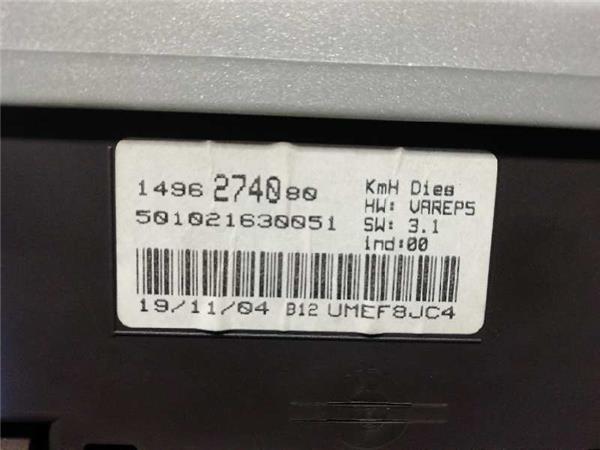 1496 2740 80
501021630051
KmH Dies
HW: VAREP5
SW: 3.1
ind:00
19/11/04 B12 UMEF8JC4